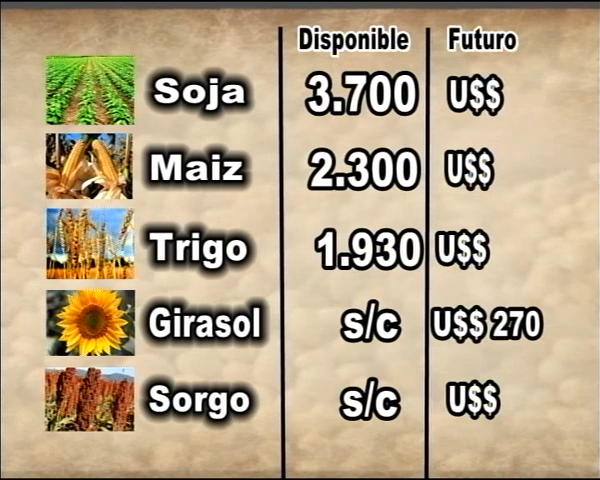 Disponible Futuro
Soja 3.700 U$$
Maiz 2.300 U$$
Trigo 1.930 U$$
Girasol s/c U$$ 270
Sorgo s/c U$$